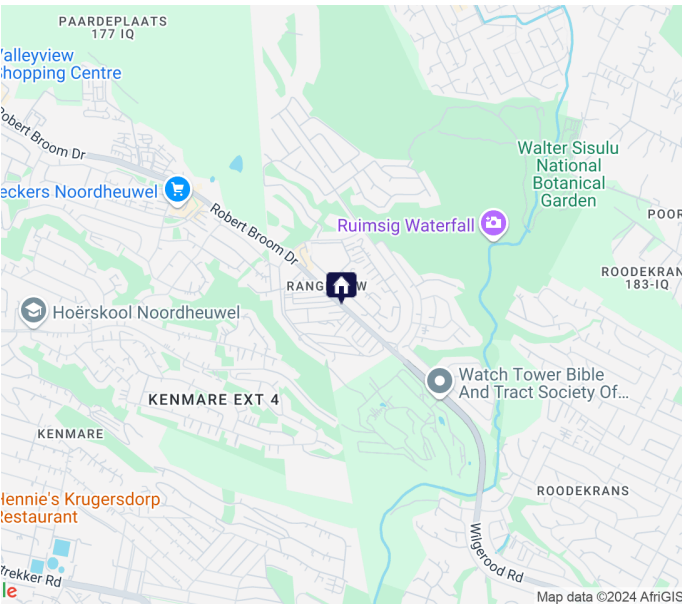 PAARDEPLAATS
177 IQ
Valleyview
Shopping Centre
Robert Broom Dr
Walter Sisulu
National
Botanical
Garden
eckers Noordheuwel
Robert Broom Dr
Ruimsig Waterfall
POOR
ROODEKRAN
183-IQ
RANG W
Hoërskool Noordheuwel
Watch Tower Bible
And Tract Society Of...
KENMARE EXT 4
KENMARE
Hennie's Krugersdorp
Restaurant
ROODEKRANS
Wilgerood Rd
trekker Rd
le
Map data ©2024 AfriGIS